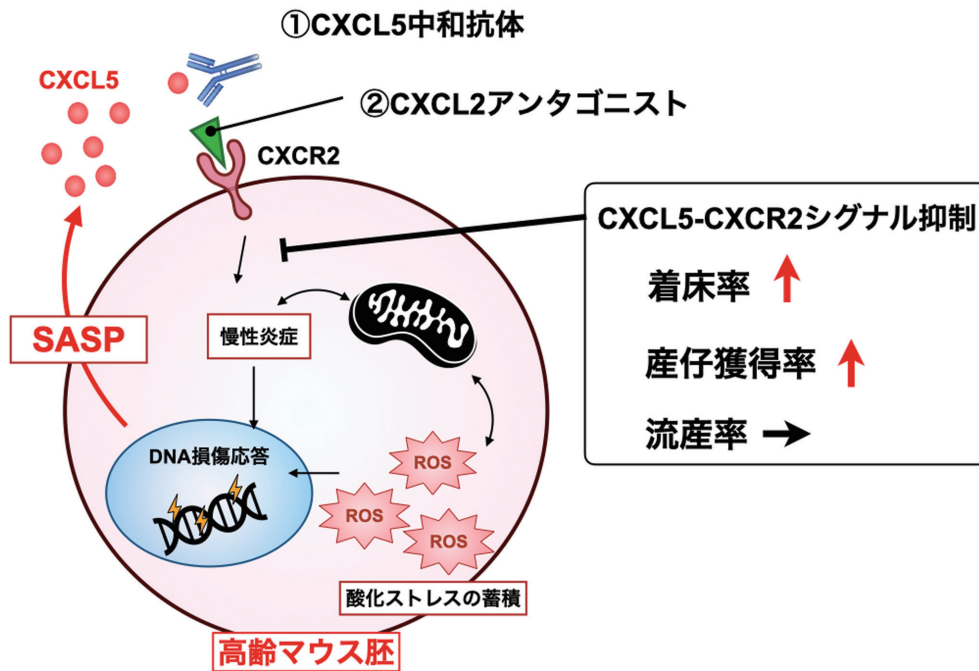 ①CXCL5中和抗体
CXCL5
②CXCL2アンタゴニスト
CXCR2
CXCL5-CXCR2シグナル抑制
着床率
産仔獲得率
流産率
SASP
慢性炎症
DNA損傷応答
ROS
ROS
ROS
酸化ストレスの蓄積
高齢マウス胚